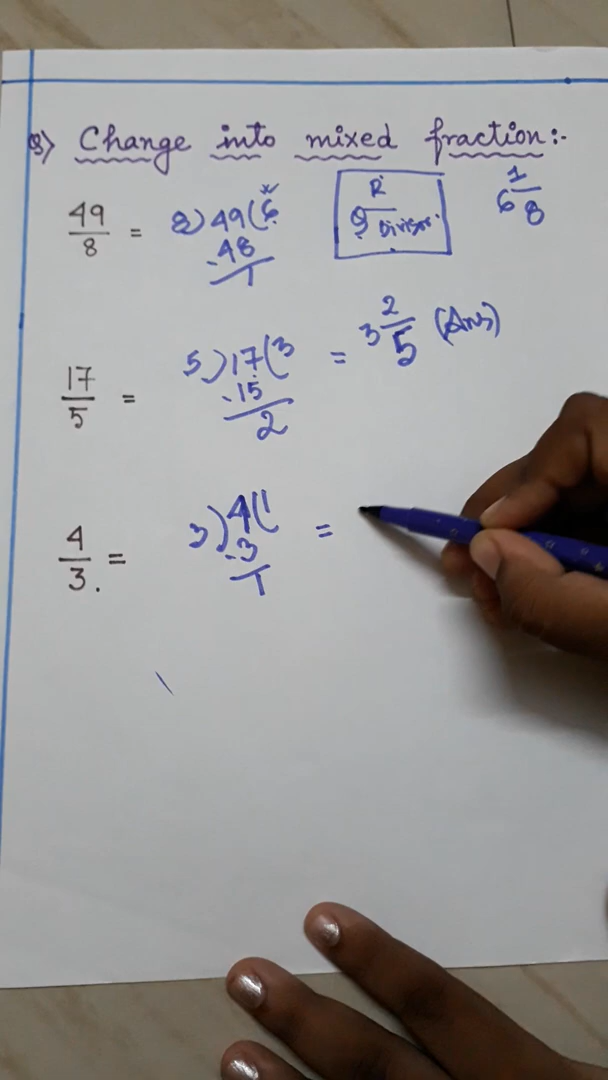 Q) Change into mixed fraction:-
49/8 = 8) 49 (6
- 48
1
R
Q Divisor
6 1/8
17/5 = 5) 17 (3 = 3 2/5 (Ans)
- 15
2
4/3 = 3) 4 (1 =
- 3
1